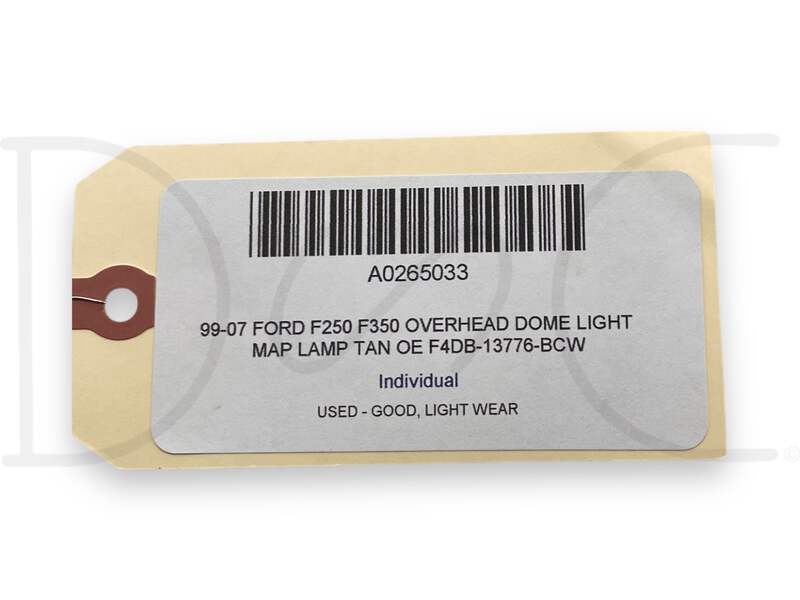 A0265033
99-07 FORD F250 F350 OVERHEAD DOME LIGHT
MAP LAMP TAN OE F4DB-13776-BCW
Individual
USED - GOOD, LIGHT WEAR